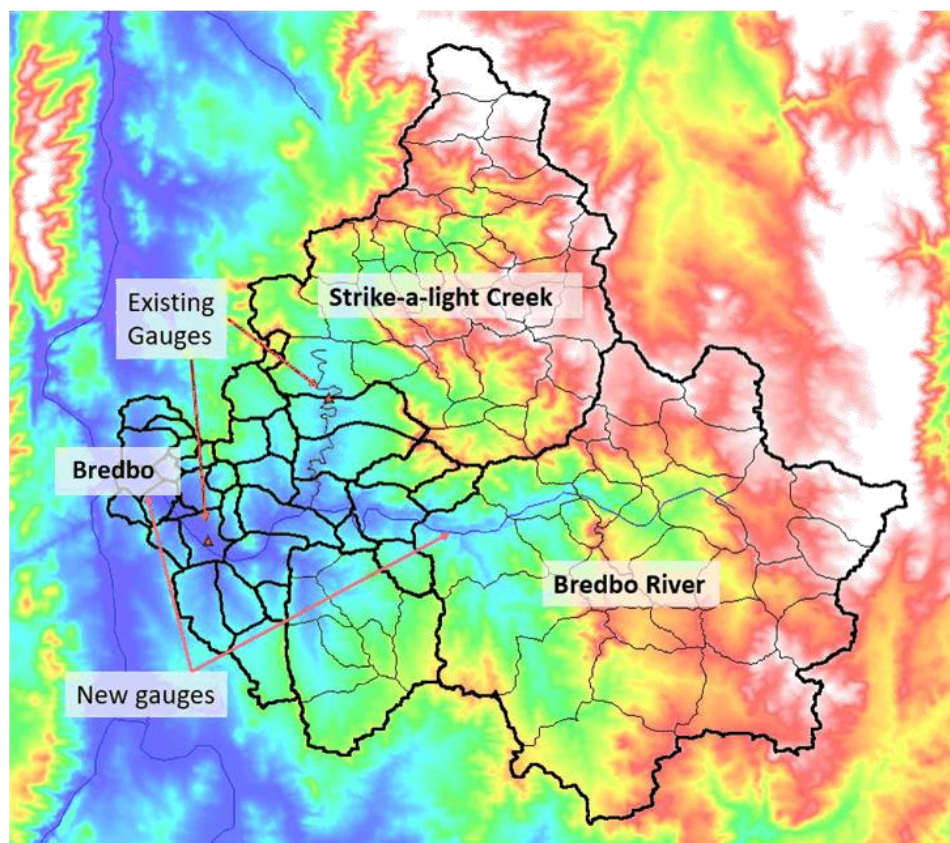 Strike-a-light Creek
Existing
Gauges
Bredbo
Bredbo River
New gauges